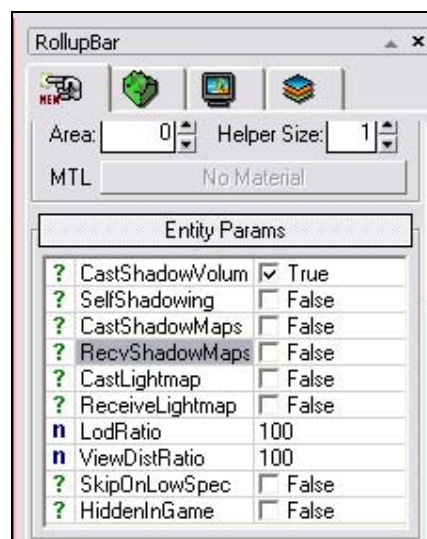 RollupBar
NEW
Area: 0 Helper Size: 1
MTL No Material
Entity Params
? CastShadowVolum True
? SelfShadowing False
? CastShadowMaps False
? RecvShadowMaps False
? CastLightmap False
? ReceiveLightmap False
n LodRatio 100
n ViewDistRatio 100
? SkipOnLowSpec False
? HiddenInGame False